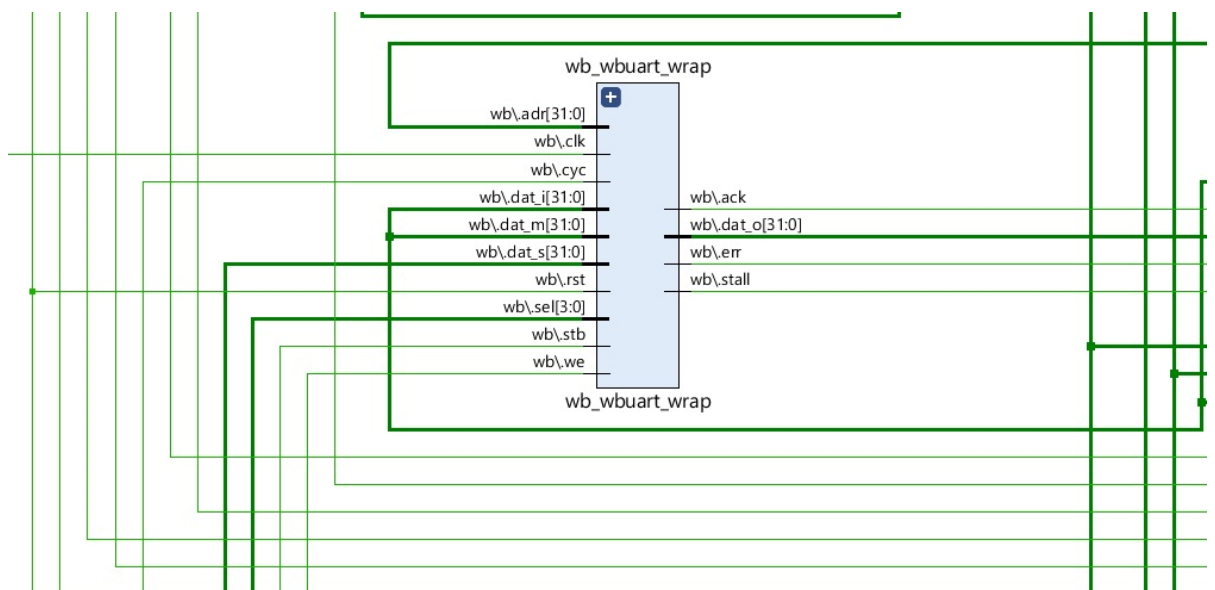 wb_wbuart_wrap
wb\.adr[31:0]
wb\.clk
wb\.cyc
wb\.dat_i[31:0]
wb\.dat_m[31:0]
wb\.dat_s[31:0]
wb\.rst
wb\.sel[3:0]
wb\.stb
wb\.we
wb\.ack
wb\.dat_o[31:0]
wb\.err
wb\.stall
wb_wbuart_wrap